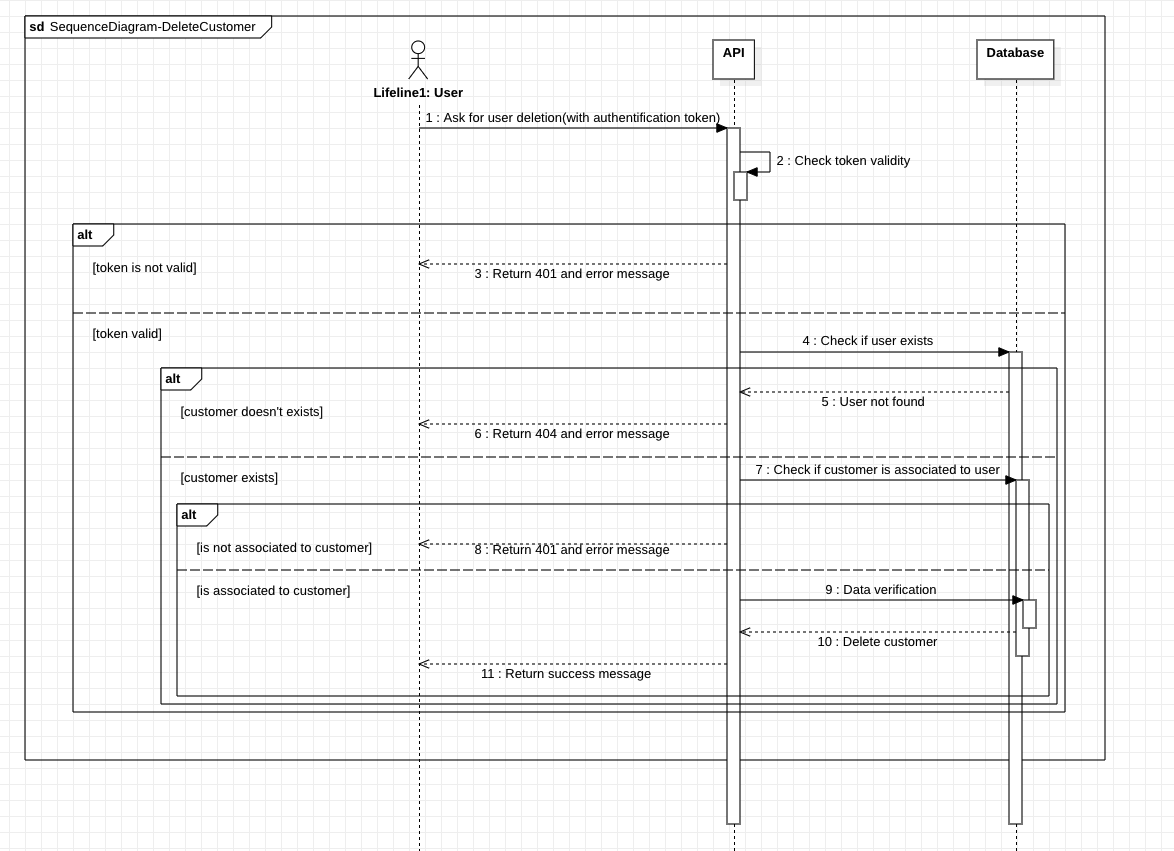 sd SequenceDiagram-DeleteCustomer
API
Database
Lifeline1: User
1 : Ask for user deletion(with authentification token)
2 : Check token validity
alt
[token is not valid]
3 : Return 401 and error message
[token valid]
4 : Check if user exists
alt
5 : User not found
[customer doesn't exists]
6 : Return 404 and error message
7 : Check if customer is associated to user
[customer exists]
alt
[is not associated to customer]
8 : Return 401 and error message
[is associated to customer]
9 : Data verification
10 : Delete customer
11 : Return success message